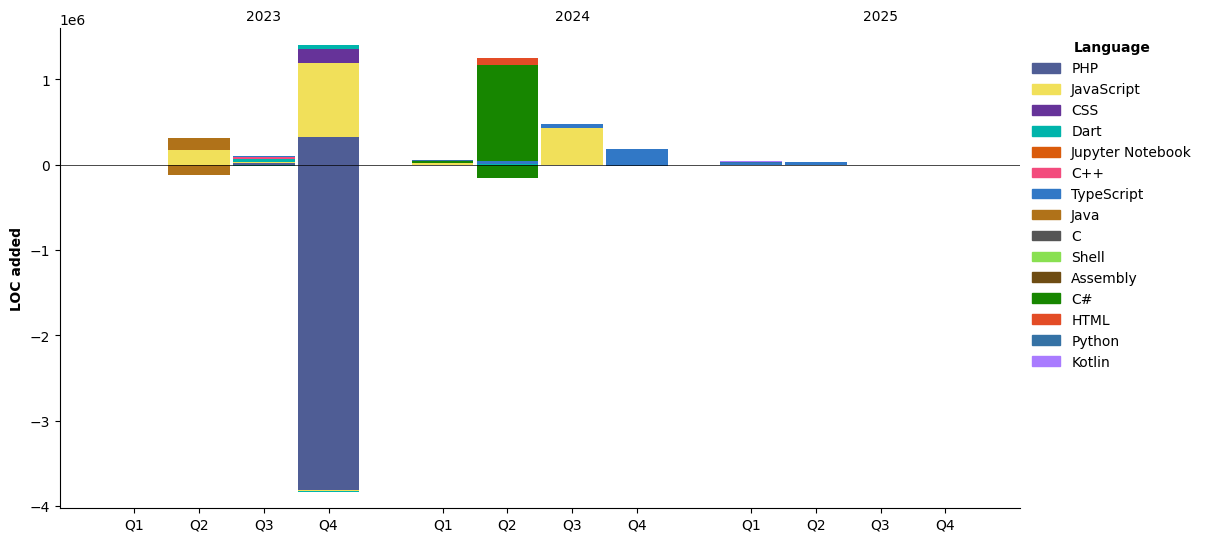 2023 2024 2025
1e6
Language
PHP
JavaScript
CSS
Dart
Jupyter Notebook
C++
TypeScript
Java
C
Shell
Assembly
C#
HTML
Python
Kotlin
LOC added
1
0
−1
−2
−3
−4
Q1 Q2 Q3 Q4 Q1 Q2 Q3 Q4 Q1 Q2 Q3 Q4